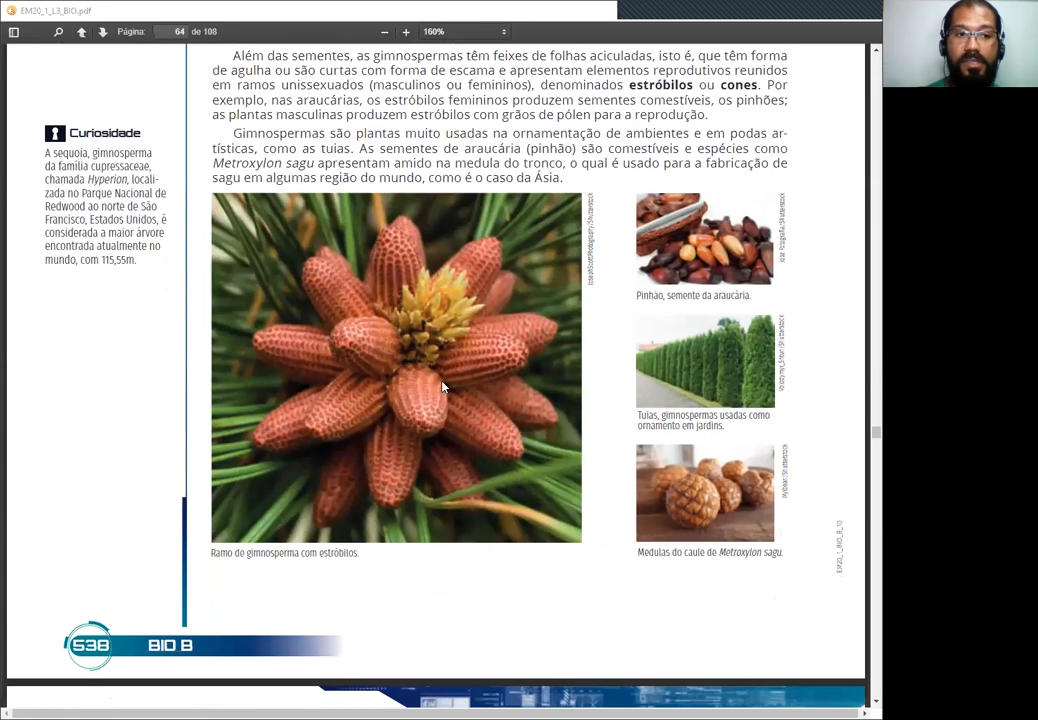 EM20_1_L3_BIO.pdf
Página: 64 de 108
160%
Além das sementes, as gimnospermas têm feixes de folhas aciculadas, isto é, que têm forma
de agulha ou são curtas com forma de escama e apresentam elementos reprodutivos reunidos
em ramos unissexuados (masculinos ou femininos), denominados estróbilos ou cones. Por
exemplo, nas araucárias, os estróbilos femininos produzem sementes comestíveis, os pinhões;
as plantas masculinas produzem estróbilos com grãos de pólen para a reprodução.
Gimnospermas são plantas muito usadas na ornamentação de ambientes e em podas ar-
tísticas, como as tuias. As sementes de araucária (pinhão) são comestíveis e espécies como
Metroxylon sagu apresentam amido na medula do tronco, o qual é usado para a fabricação de
sagu em algumas região do mundo, como é o caso da Ásia.
Curiosidade
A sequoia, gimnosperma
da família cupressaceae,
chamada Hyperion, locali-
zada no Parque Nacional de
Redwood ao norte de São
Francisco, Estados Unidos, é
considerada a maior árvore
encontrada atualmente no
mundo, com 115,55m.
JosephScottPhotography/Shutterstock
Ramo de gimnosperma com estróbilos.
Pinhão, semente da araucária.
Tuias, gimnospermas usadas como
ornamento em jardins.
Medulas do caule de Metroxylon sagu.
EM20_1_BIO_B_10
538 BIO B